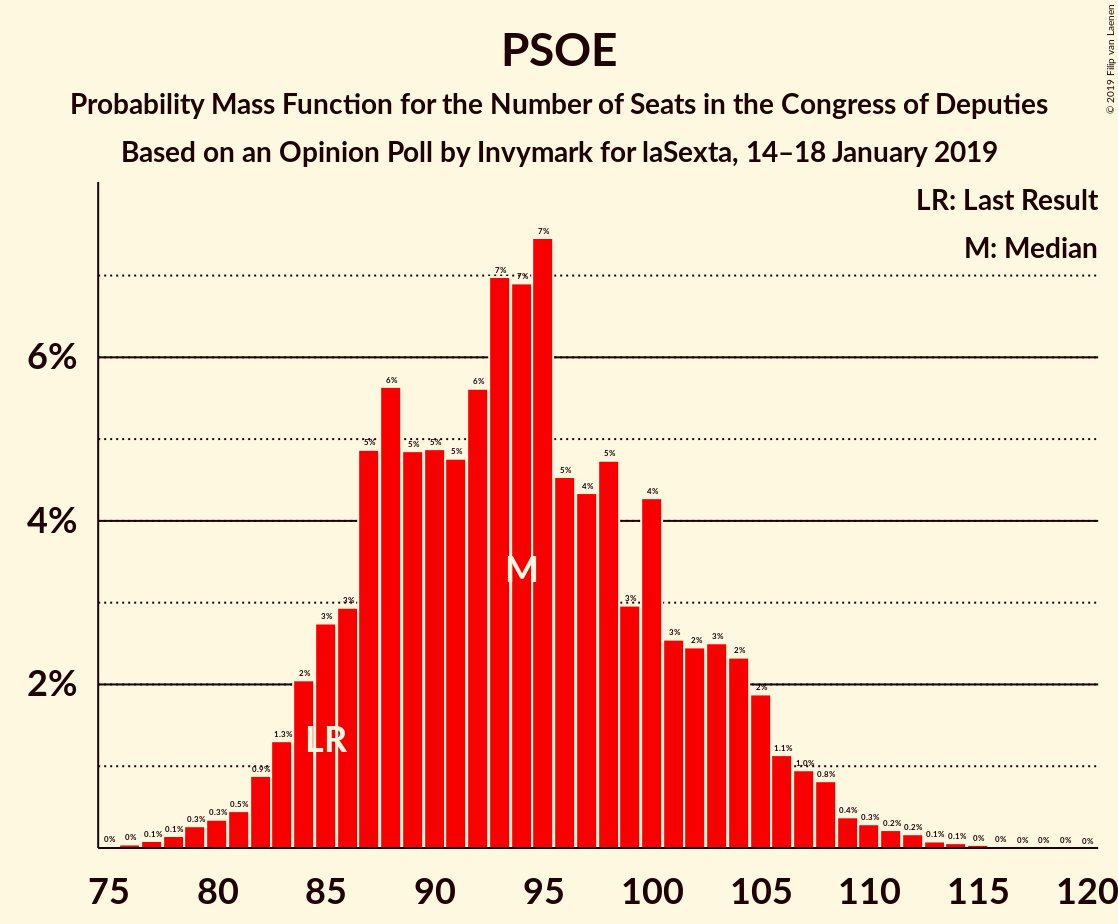 PSOE
Probability Mass Function for the Number of Seats in the Congress of Deputies
Based on an Opinion Poll by Invymark for laSexta, 14–18 January 2019
© 2019 Filip van Laenen
LR: Last Result
M: Median
6%
4%
2%
0% 0% 0.1% 0.1% 0.3% 0.3% 0.5% 0.9% 1.3% 2% 3% 3% 5% 6% 5% 5% 5% 6% 7% 7% 7% 5% 4% 5% 3% 4% 3% 2% 3% 2% 2% 1.1% 1.0% 0.8% 0.4% 0.3% 0.2% 0.2% 0.1% 0.1% 0% 0% 0% 0% 0% 0%
M
LR
75 80 85 90 95 100 105 110 115 120